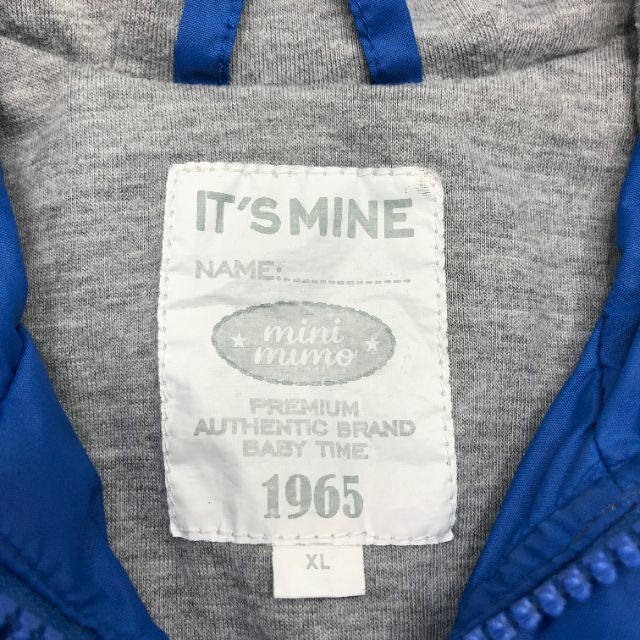 IT'S MINE
NAME:
mini
mimo
PREMIUM
AUTHENTIC BRAND
BABY TIME
1965
XL